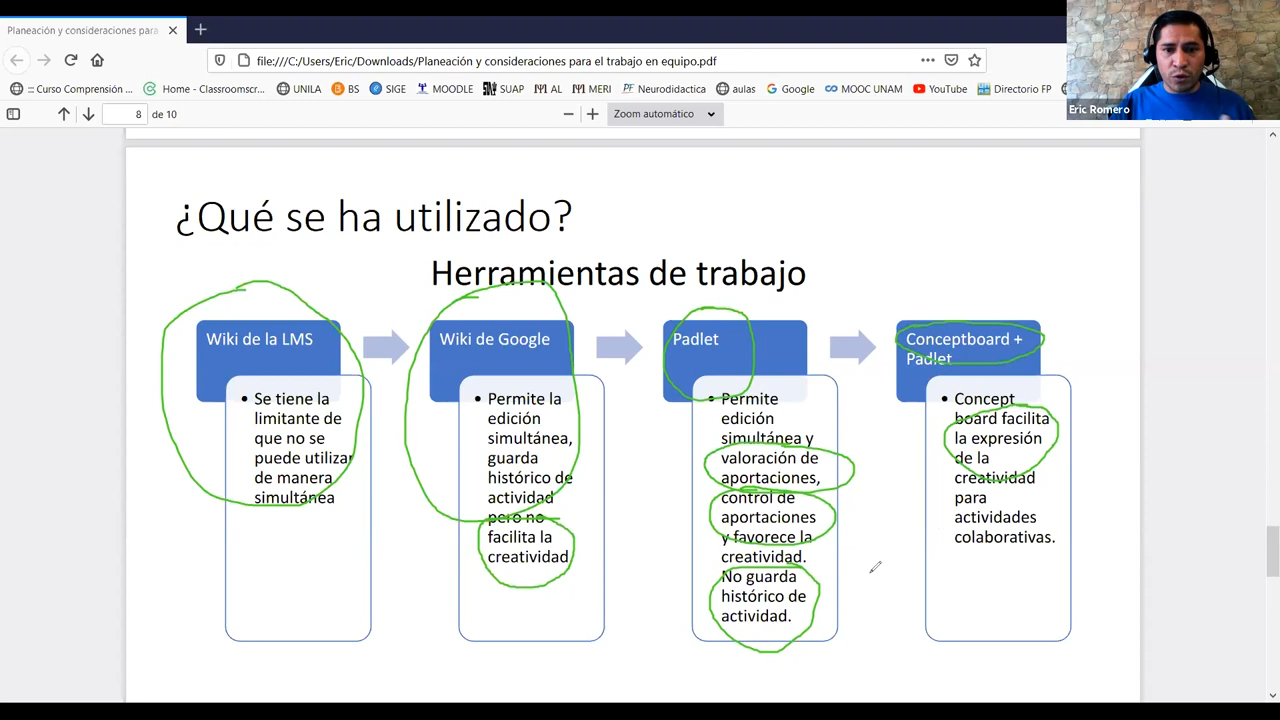 Planeación y consideraciones para
file:///C:/Users/Eric/Downloads/Planeación y consideraciones para el trabajo en equipo.pdf
::: Curso Comprensión ...
Home - Classroomscr...
UNILA
BS
SIGE
MOODLE
SUAP
AL
MERI
Neurodidactica
aulas
Google
MOOC UNAM
YouTube
Directorio FP
8 de 10
Zoom automático
Eric Romero
¿Qué se ha utilizado?
Herramientas de trabajo
Wiki de la LMS
• Se tiene la
limitante de
que no se
puede utilizar
de manera
simultánea
Wiki de Google
• Permite la
edición
simultánea,
guarda
histórico de
actividad
pero no
facilita la
creatividad
Padlet
• Permite
edición
simultánea y
valoración de
aportaciones,
control de
aportaciones
y favorece la
creatividad.
No guarda
histórico de
actividad.
Conceptboard +
Padlet
• Concept
board facilita
la expresión
de la
creatividad
para
actividades
colaborativas.